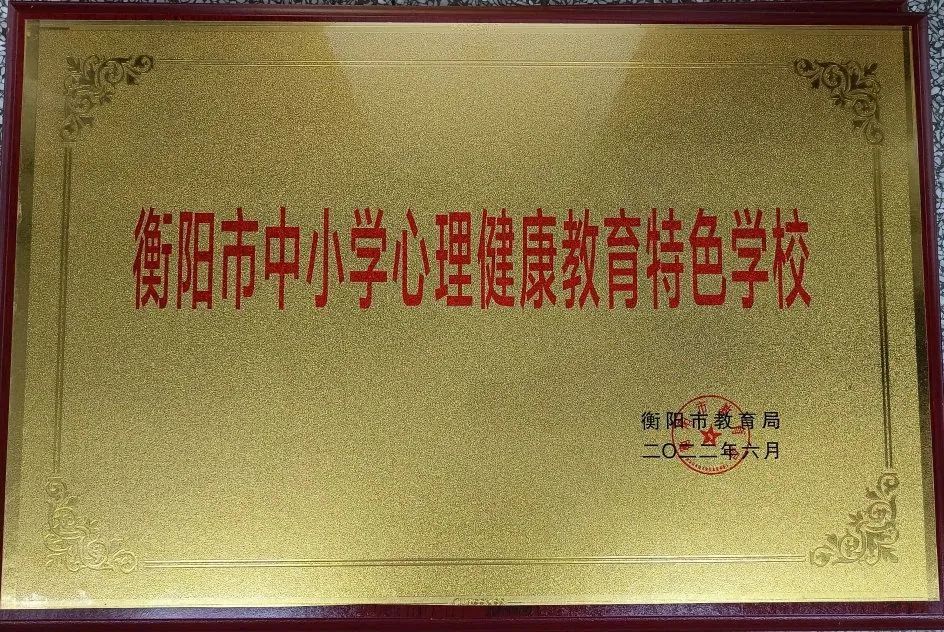 衡阳市中小学心理健康教育特色学校
衡阳市教育局
二〇二二年六月